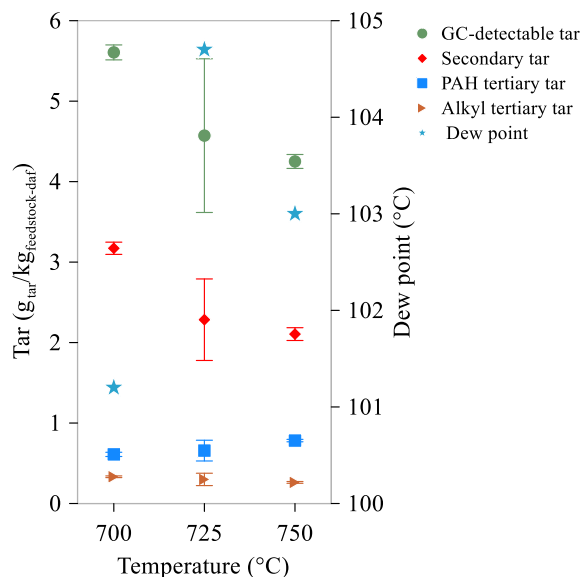 6
5
4
3
2
1
0
Tar (g_tar/kg_feedstock-daf)
700
725
750
Temperature (°C)
105
104
103
102
101
100
Dew point (°C)
GC-detectable tar
Secondary tar
PAH tertiary tar
Alkyl tertiary tar
Dew point